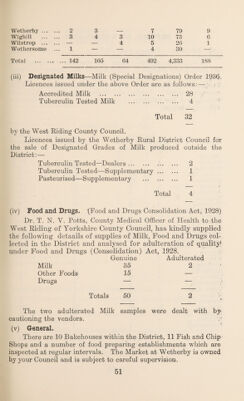 Wetherby ... ... 2 3 — 7 79 9
Wighill ... ... 3 4 3 10 73 6
Wilstrop ... ... — — 4 5 26 1
Wothersome ... 1 — — 4 30 —
Total ... ... 142 165 64 492 4,333 188
(iii) Designated Milks—Milk (Special Designations) Order 1936.
Licences issued under the above Order are as follows:—
Accredited Milk ... ... ... ... ... ... 28
Tuberculin Tested Milk ... ... ... ... 4
Total 32
by the West Riding County Council.
Licences issued by the Wetherby Rural District Council for
the sale of Designated Grades of Milk produced outside the
District:—
Tuberculin Tested—Dealers ... ... ... ... 2
Tuberculin Tested—Supplementary ... ... 1
Pasteurised—Supplementary ... ... ... 1
Total 4
(iv) Food and Drugs. (Food and Drugs Consolidation Act, 1928)
Dr. T. N. V. Potts, County Medical Officer of Health to the
West Riding of Yorkshire County Council, has kindly supplied
the following details of supplies of Milk, Food and Drugs col-
lected in the District and analysed for adulteration of quality
under Food and Drugs (Consolidation) Act, 1928.
Genuine Adulterated
Milk 35 2
Other Foods 15 —
Drugs — —
Totals 50 2
The two adulterated Milk samples were dealt with by
cautioning the vendors.
(v) General.
There are 10 Bakehouses within the District, 11 Fish and Chip
Shops and a number of food preparing establishments which are
inspected at regular intervals. The Market at Wetherby is owned
by your Council and is subject to careful supervision.
51